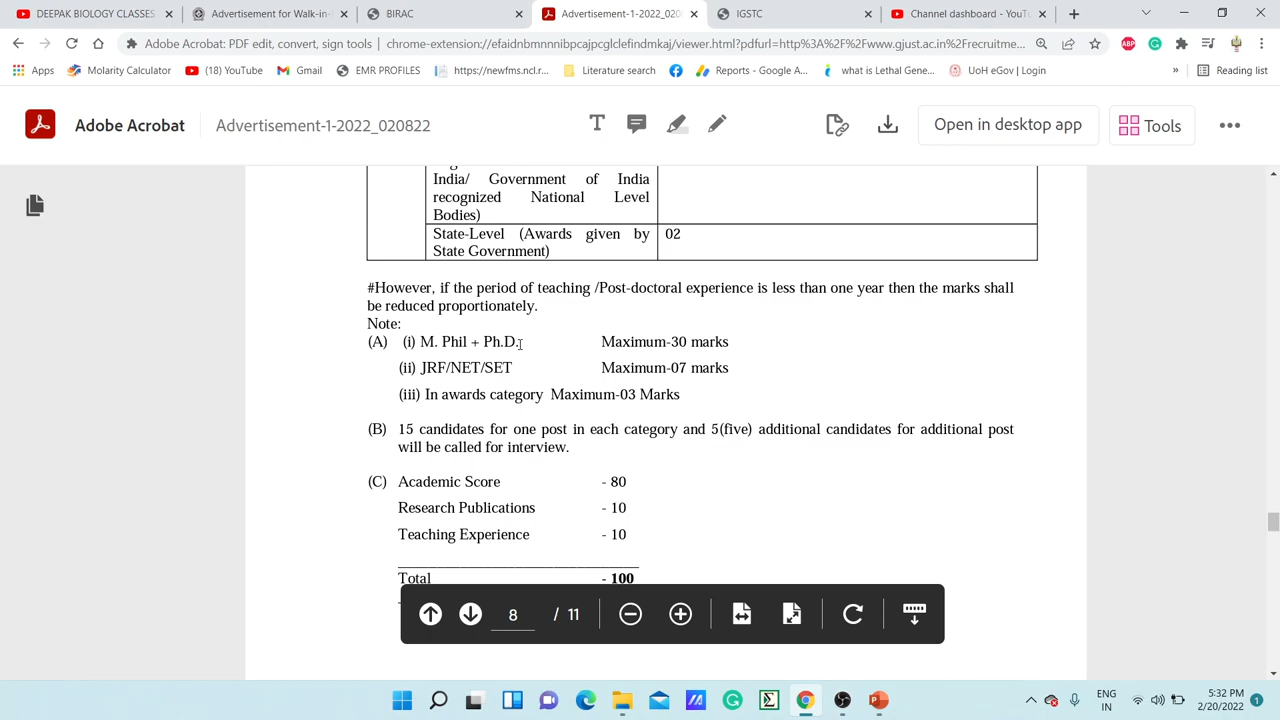 DEEPAK BIOLOGY CLASSES
Advertisement - Walk-in-
BIRAC
Advertisement-1-2022_020
IGSTC
Channel dashboard - YouTu
Adobe Acrobat: PDF edit, convert, sign tools | chrome-extension://efaidnbmnnnibpcajpcglclefindmkaj/viewer.html?pdfurl=http%3A%2F%2Fwww.gjust.ac.in%2Frecruitme...
Apps
Molarity Calculator
(18) YouTube
Gmail
EMR PROFILES
https://newfms.ncl.r...
Literature search
Reports - Google A...
what is Lethal Gene...
UoH eGov | Login
»
Reading list
Adobe Acrobat
Advertisement-1-2022_020822
Open in desktop app
Tools
India/ Government of India
recognized National Level
Bodies)
State-Level (Awards given by 02
State Government)
#However, if the period of teaching /Post-doctoral experience is less than one year then the marks shall
be reduced proportionately.
Note:
(A) (i) M. Phil + Ph.D. Maximum-30 marks
(ii) JRF/NET/SET Maximum-07 marks
(iii) In awards category Maximum-03 Marks
(B) 15 candidates for one post in each category and 5(five) additional candidates for additional post
will be called for interview.
(C) Academic Score - 80
Research Publications - 10
Teaching Experience - 10
Total - 100
8 / 11
ENG
IN
5:32 PM
2/20/2022
1